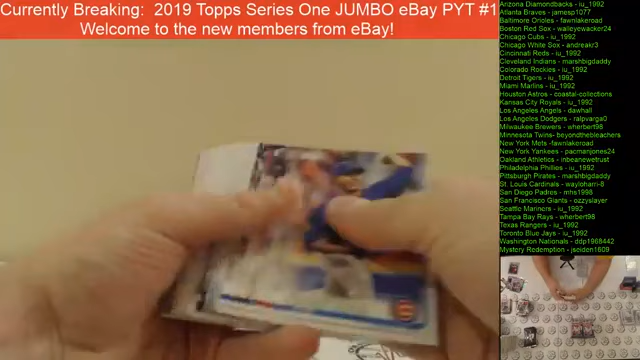 Currently Breaking:  2019 Topps Series One JUMBO eBay PYT #1
Welcome to the new members from eBay!
Arizona Diamondbacks - iu_1992
Atlanta Braves - jamesp1077
Baltimore Orioles - fawnlakeroad
Boston Red Sox - walleyewacker24
Chicago Cubs - iu_1992
Chicago White Sox - andreakr3
Cincinnati Reds - iu_1992
Cleveland Indians - marshbigdaddy
Colorado Rockies - iu_1992
Detroit Tigers - iu_1992
Miami Marlins - iu_1992
Houston Astros - coastal-collections
Kansas City Royals - iu_1992
Los Angeles Angels - dawhall
Los Angeles Dodgers - ralpvarga0
Milwaukee Brewers - wherbert98
Minnesota Twins- beyondthebleachers
New York Mets -fawnlakeroad
New York Yankees - pacmanjones24
Oakland Athletics - inbeanewetrust
Philadelphia Phillies - iu_1992
Pittsburgh Pirates - marshbigdaddy
St. Louis Cardinals - wayloharri-8
San Diego Padres - mhs1998
San Francisco Giants - ozzyslayer
Seattle Mariners - iu_1992
Tampa Bay Rays - wherbert98
Texas Rangers - iu_1992
Toronto Blue Jays - iu_1992
Washington Nationals - ddp1968442
Mystery Redemption - jseiden1609